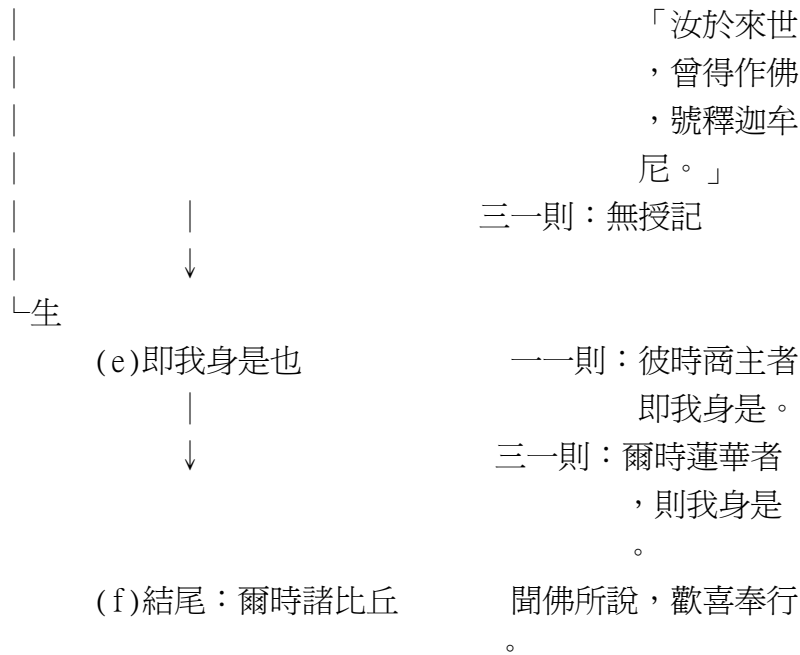 「汝於來世
，曾得作佛
，號釋迦牟
尼。」
三一則：無授記
生
(e)即我身是也 一一則：彼時商主者
即我身是。
三一則：爾時蓮華者
，則我身是
。
(f)結尾：爾時諸比丘 聞佛所說，歡喜奉行
。